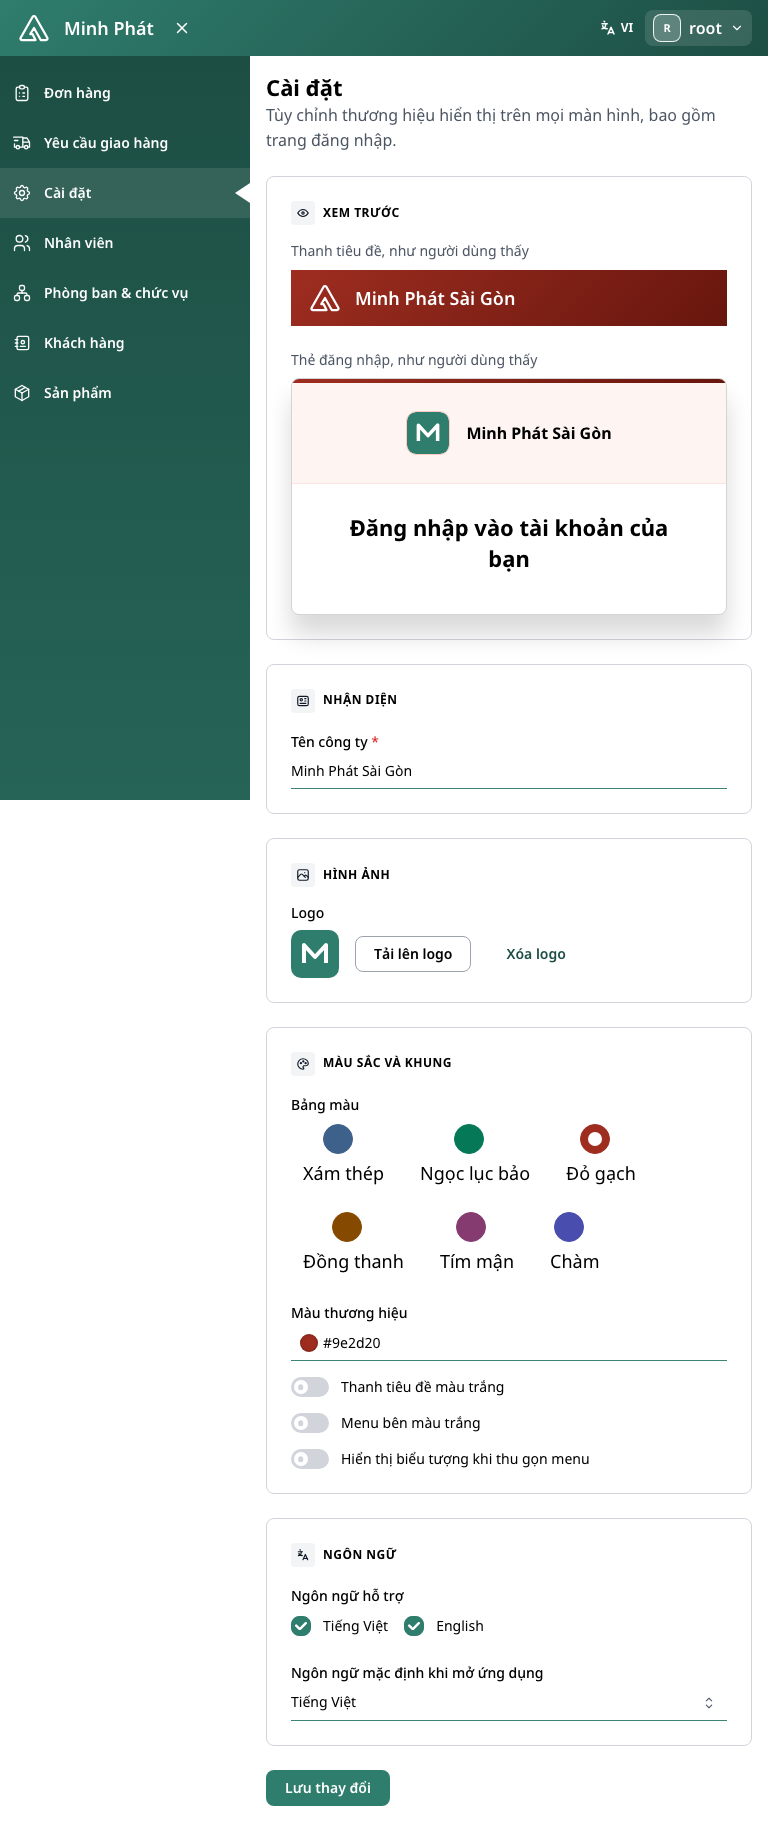 Minh Phát
VI
R
root
Đơn hàng
Yêu cầu giao hàng
Cài đặt
Nhân viên
Phòng ban & chức vụ
Khách hàng
Sản phẩm
Cài đặt
Tùy chỉnh thương hiệu hiển thị trên mọi màn hình, bao gồm
trang đăng nhập.
XEM TRƯỚC
Thanh tiêu đề, như người dùng thấy
Minh Phát Sài Gòn
Thẻ đăng nhập, như người dùng thấy
M
Minh Phát Sài Gòn
Đăng nhập vào tài khoản của
bạn
NHẬN DIỆN
Tên công ty *
Minh Phát Sài Gòn
HÌNH ẢNH
Logo
M
Tải lên logo
Xóa logo
MÀU SẮC VÀ KHUNG
Bảng màu
Xám thép
Ngọc lục bảo
Đỏ gạch
Đồng thanh
Tím mận
Chàm
Màu thương hiệu
#9e2d20
Thanh tiêu đề màu trắng
Menu bên màu trắng
Hiển thị biểu tượng khi thu gọn menu
NGÔN NGỮ
Ngôn ngữ hỗ trợ
Tiếng Việt
English
Ngôn ngữ mặc định khi mở ứng dụng
Tiếng Việt
Lưu thay đổi